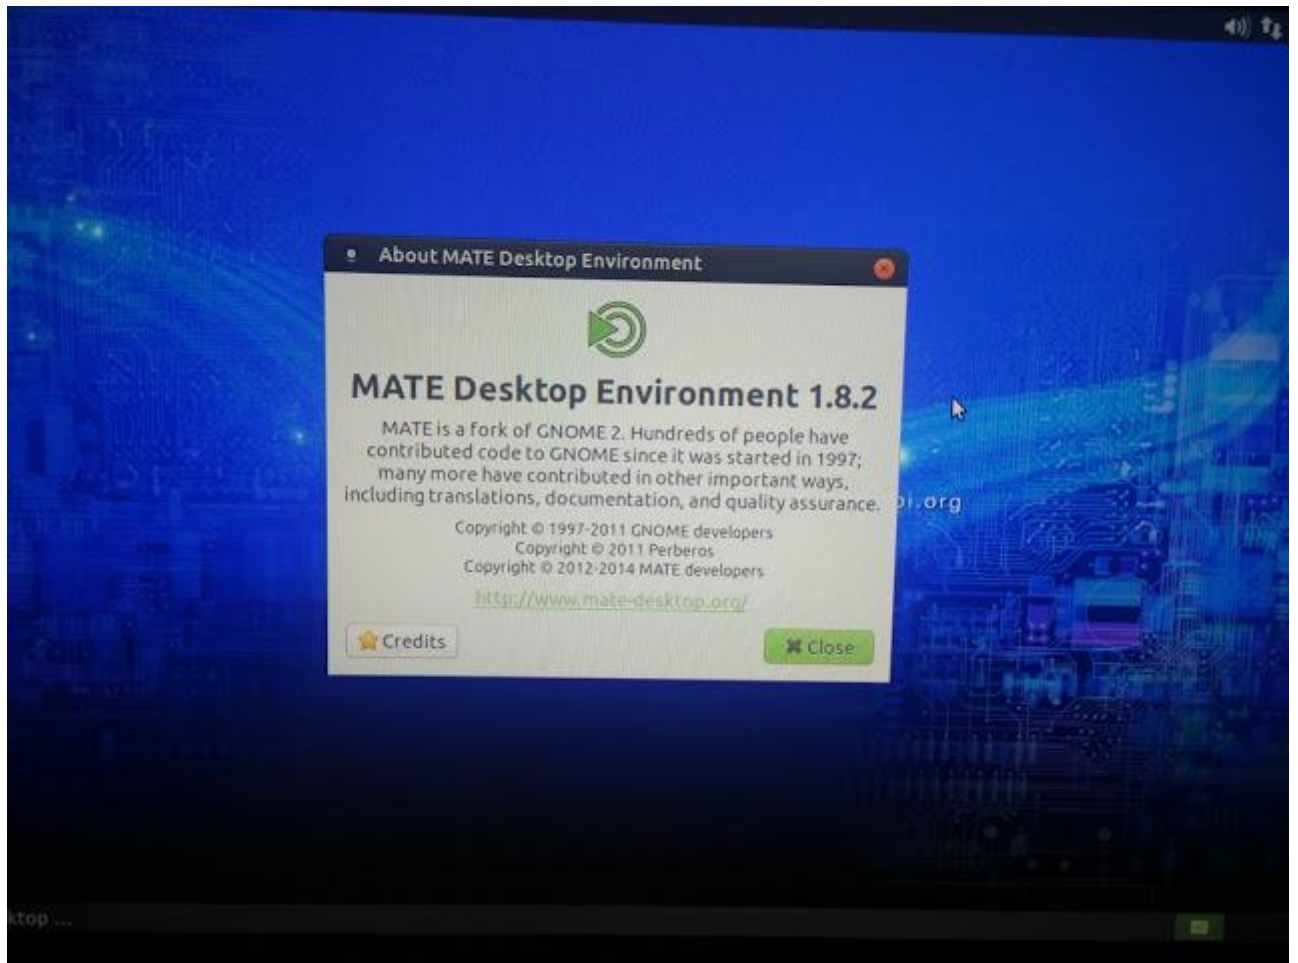 About MATE Desktop Environment
MATE Desktop Environment 1.8.2
MATE is a fork of GNOME 2. Hundreds of people have
contributed code to GNOME since it was started in 1997;
many more have contributed in other important ways,
including translations, documentation, and quality assurance.
pi.org
Copyright © 1997-2011 GNOME developers
Copyright © 2011 Perberos
Copyright © 2012-2014 MATE developers
http://www.mate-desktop.org/
Credits
Close
ktop ...